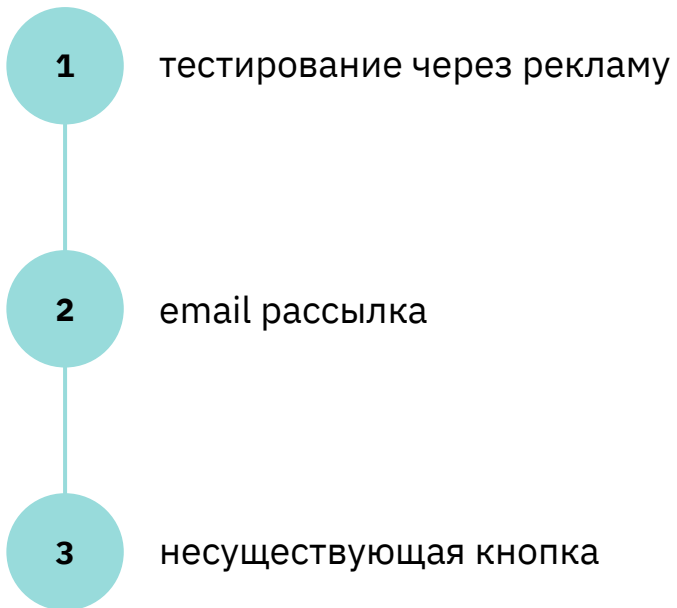 1 тестирование через рекламу
2 email рассылка
3 несуществующая кнопка